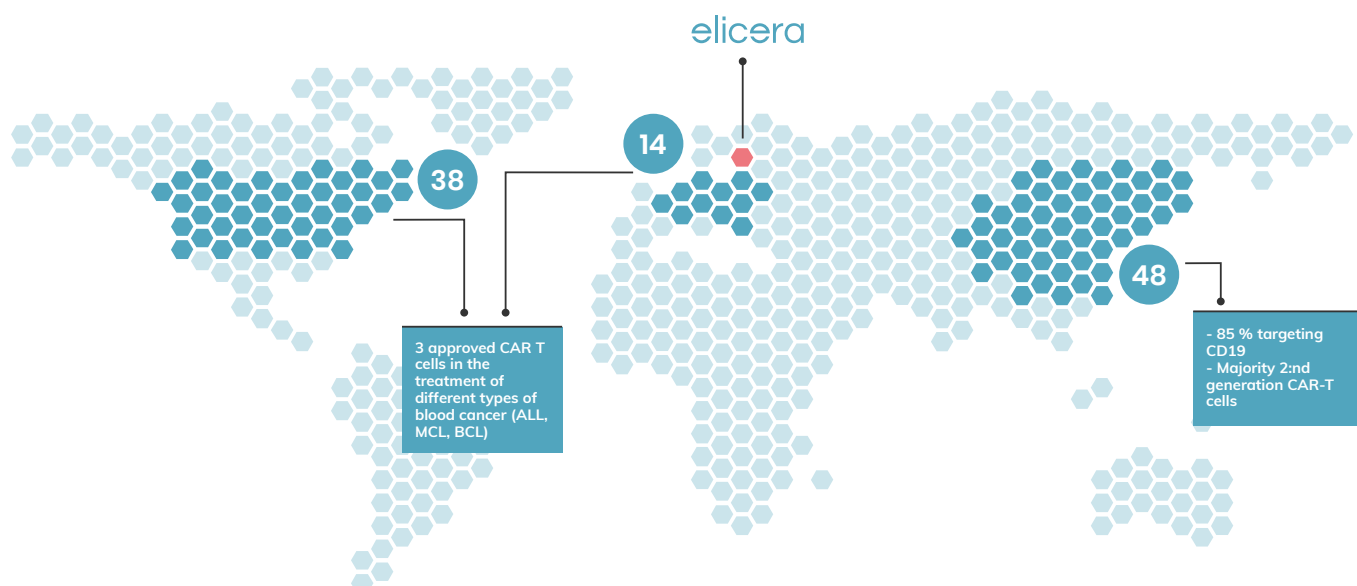 elicera
14
38
48
3 approved CAR T
cells in the
treatment of
different types of
blood cancer (ALL,
MCL, BCL)
- 85 % targeting
CD19
- Majority 2:nd
generation CAR-T
cells